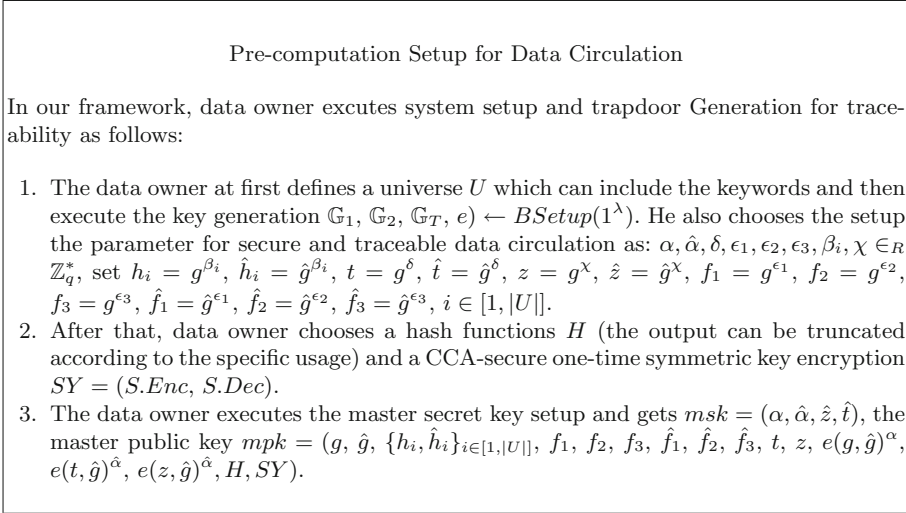 Pre-computation Setup for Data Circulation
In our framework, data owner excutes system setup and trapdoor Generation for trace-
ability as follows:
1. The data owner at first defines a universe U which can include the keywords and then
execute the key generation 𝔾₁, 𝔾₂, 𝔾_T, e) ← BSetup(1^λ). He also chooses the setup
the parameter for secure and traceable data circulation as: α, α̂, δ, ϵ₁, ϵ₂, ϵ₃, β_i, χ ∈_R
ℤ_q^*, set h_i = g^{β_i}, ĥ_i = ĝ^{β_i}, t = g^δ, t̂ = ĝ^δ, z = g^χ, ẑ = ĝ^χ, f₁ = g^{ϵ₁}, f₂ = g^{ϵ₂},
f₃ = g^{ϵ₃}, f̂₁ = ĝ^{ϵ₁}, f̂₂ = ĝ^{ϵ₂}, f̂₃ = ĝ^{ϵ₃}, i ∈ [1, |U|].
2. After that, data owner chooses a hash functions H (the output can be truncated
according to the specific usage) and a CCA-secure one-time symmetric key encryption
SY = (S.Enc, S.Dec).
3. The data owner executes the master secret key setup and gets msk = (α, α̂, ẑ, t̂), the
master public key mpk = (g, ĝ, {h_i, ĥ_i}_{i∈[1,|U|]}, f₁, f₂, f₃, f̂₁, f̂₂, f̂₃, t, z, e(g, ĝ)^α,
e(t, ĝ)^{α̂}, e(z, ĝ)^{α̂}, H, SY).